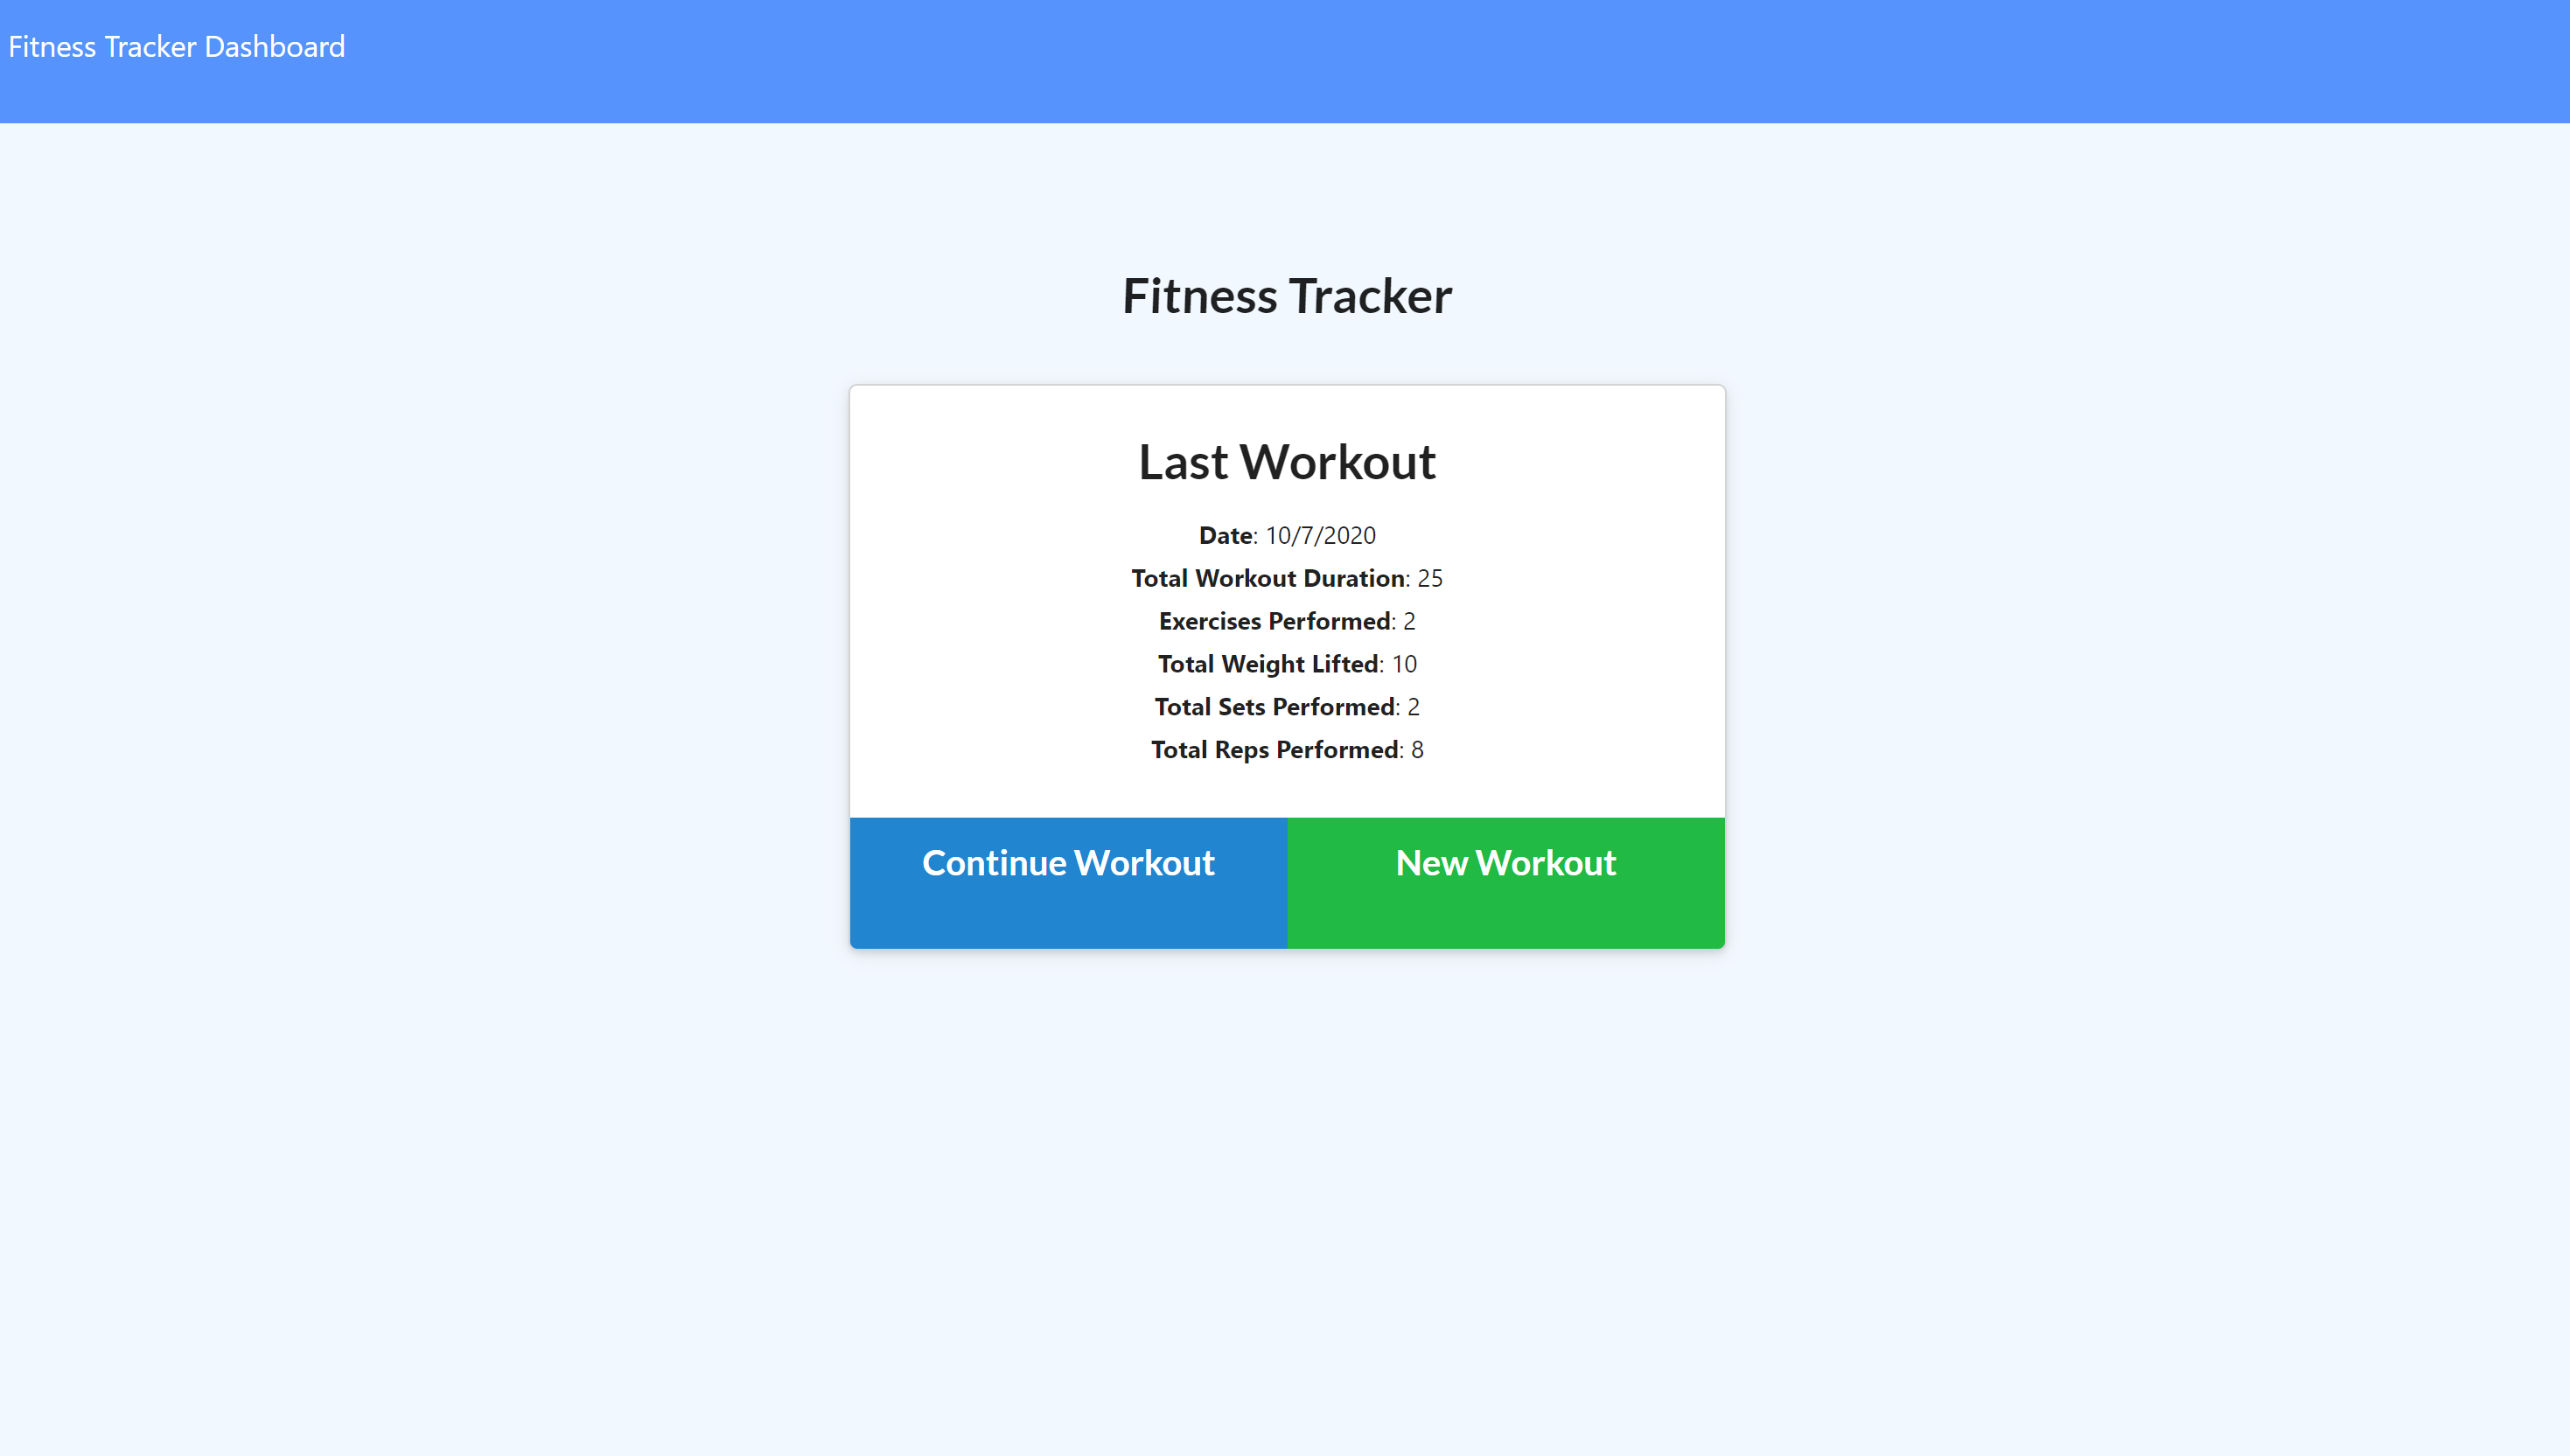 Fitness Tracker Dashboard
Fitness Tracker
Last Workout
Date: 10/7/2020
Total Workout Duration: 25
Exercises Performed: 2
Total Weight Lifted: 10
Total Sets Performed: 2
Total Reps Performed: 8
Continue Workout
New Workout